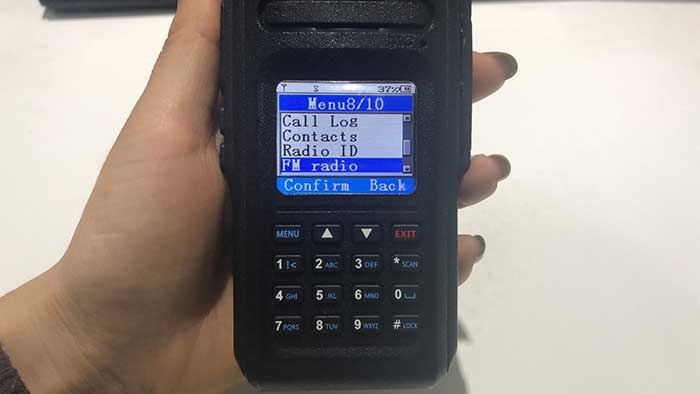 S 37%
Menu8/10
Call Log
Contacts
Radio ID
FM radio
Confirm Back
MENU ▲ ▼ EXIT
1 !< 2 ABC 3 DEF * SCAN
4 GHI 5 JKL 6 MNO 0 ⌴
7 PQRS 8 TUV 9 WXYZ # LOCK